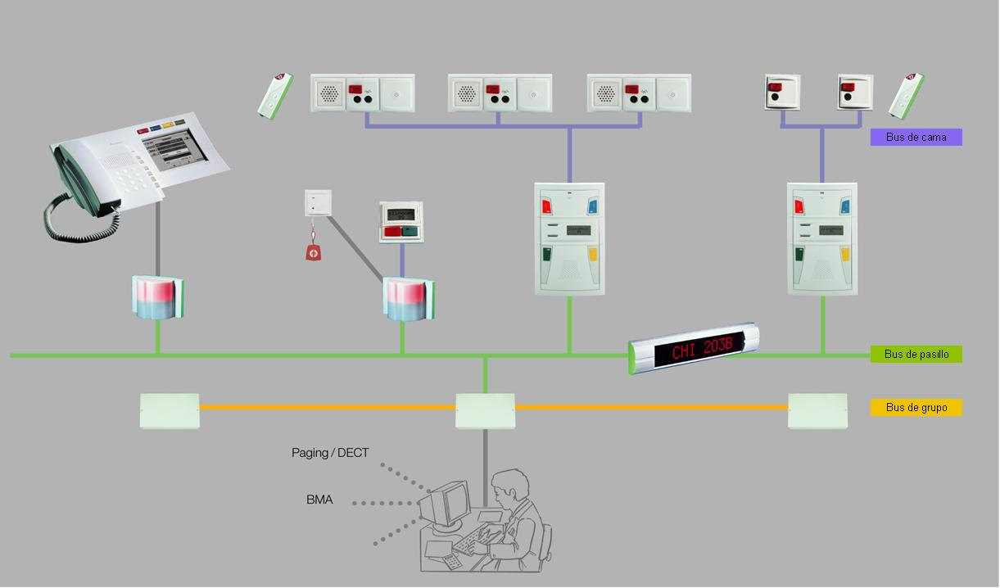 Bus de cama
CHI 203B
Bus de pasillo
Bus de grupo
Paging / DECT
BMA